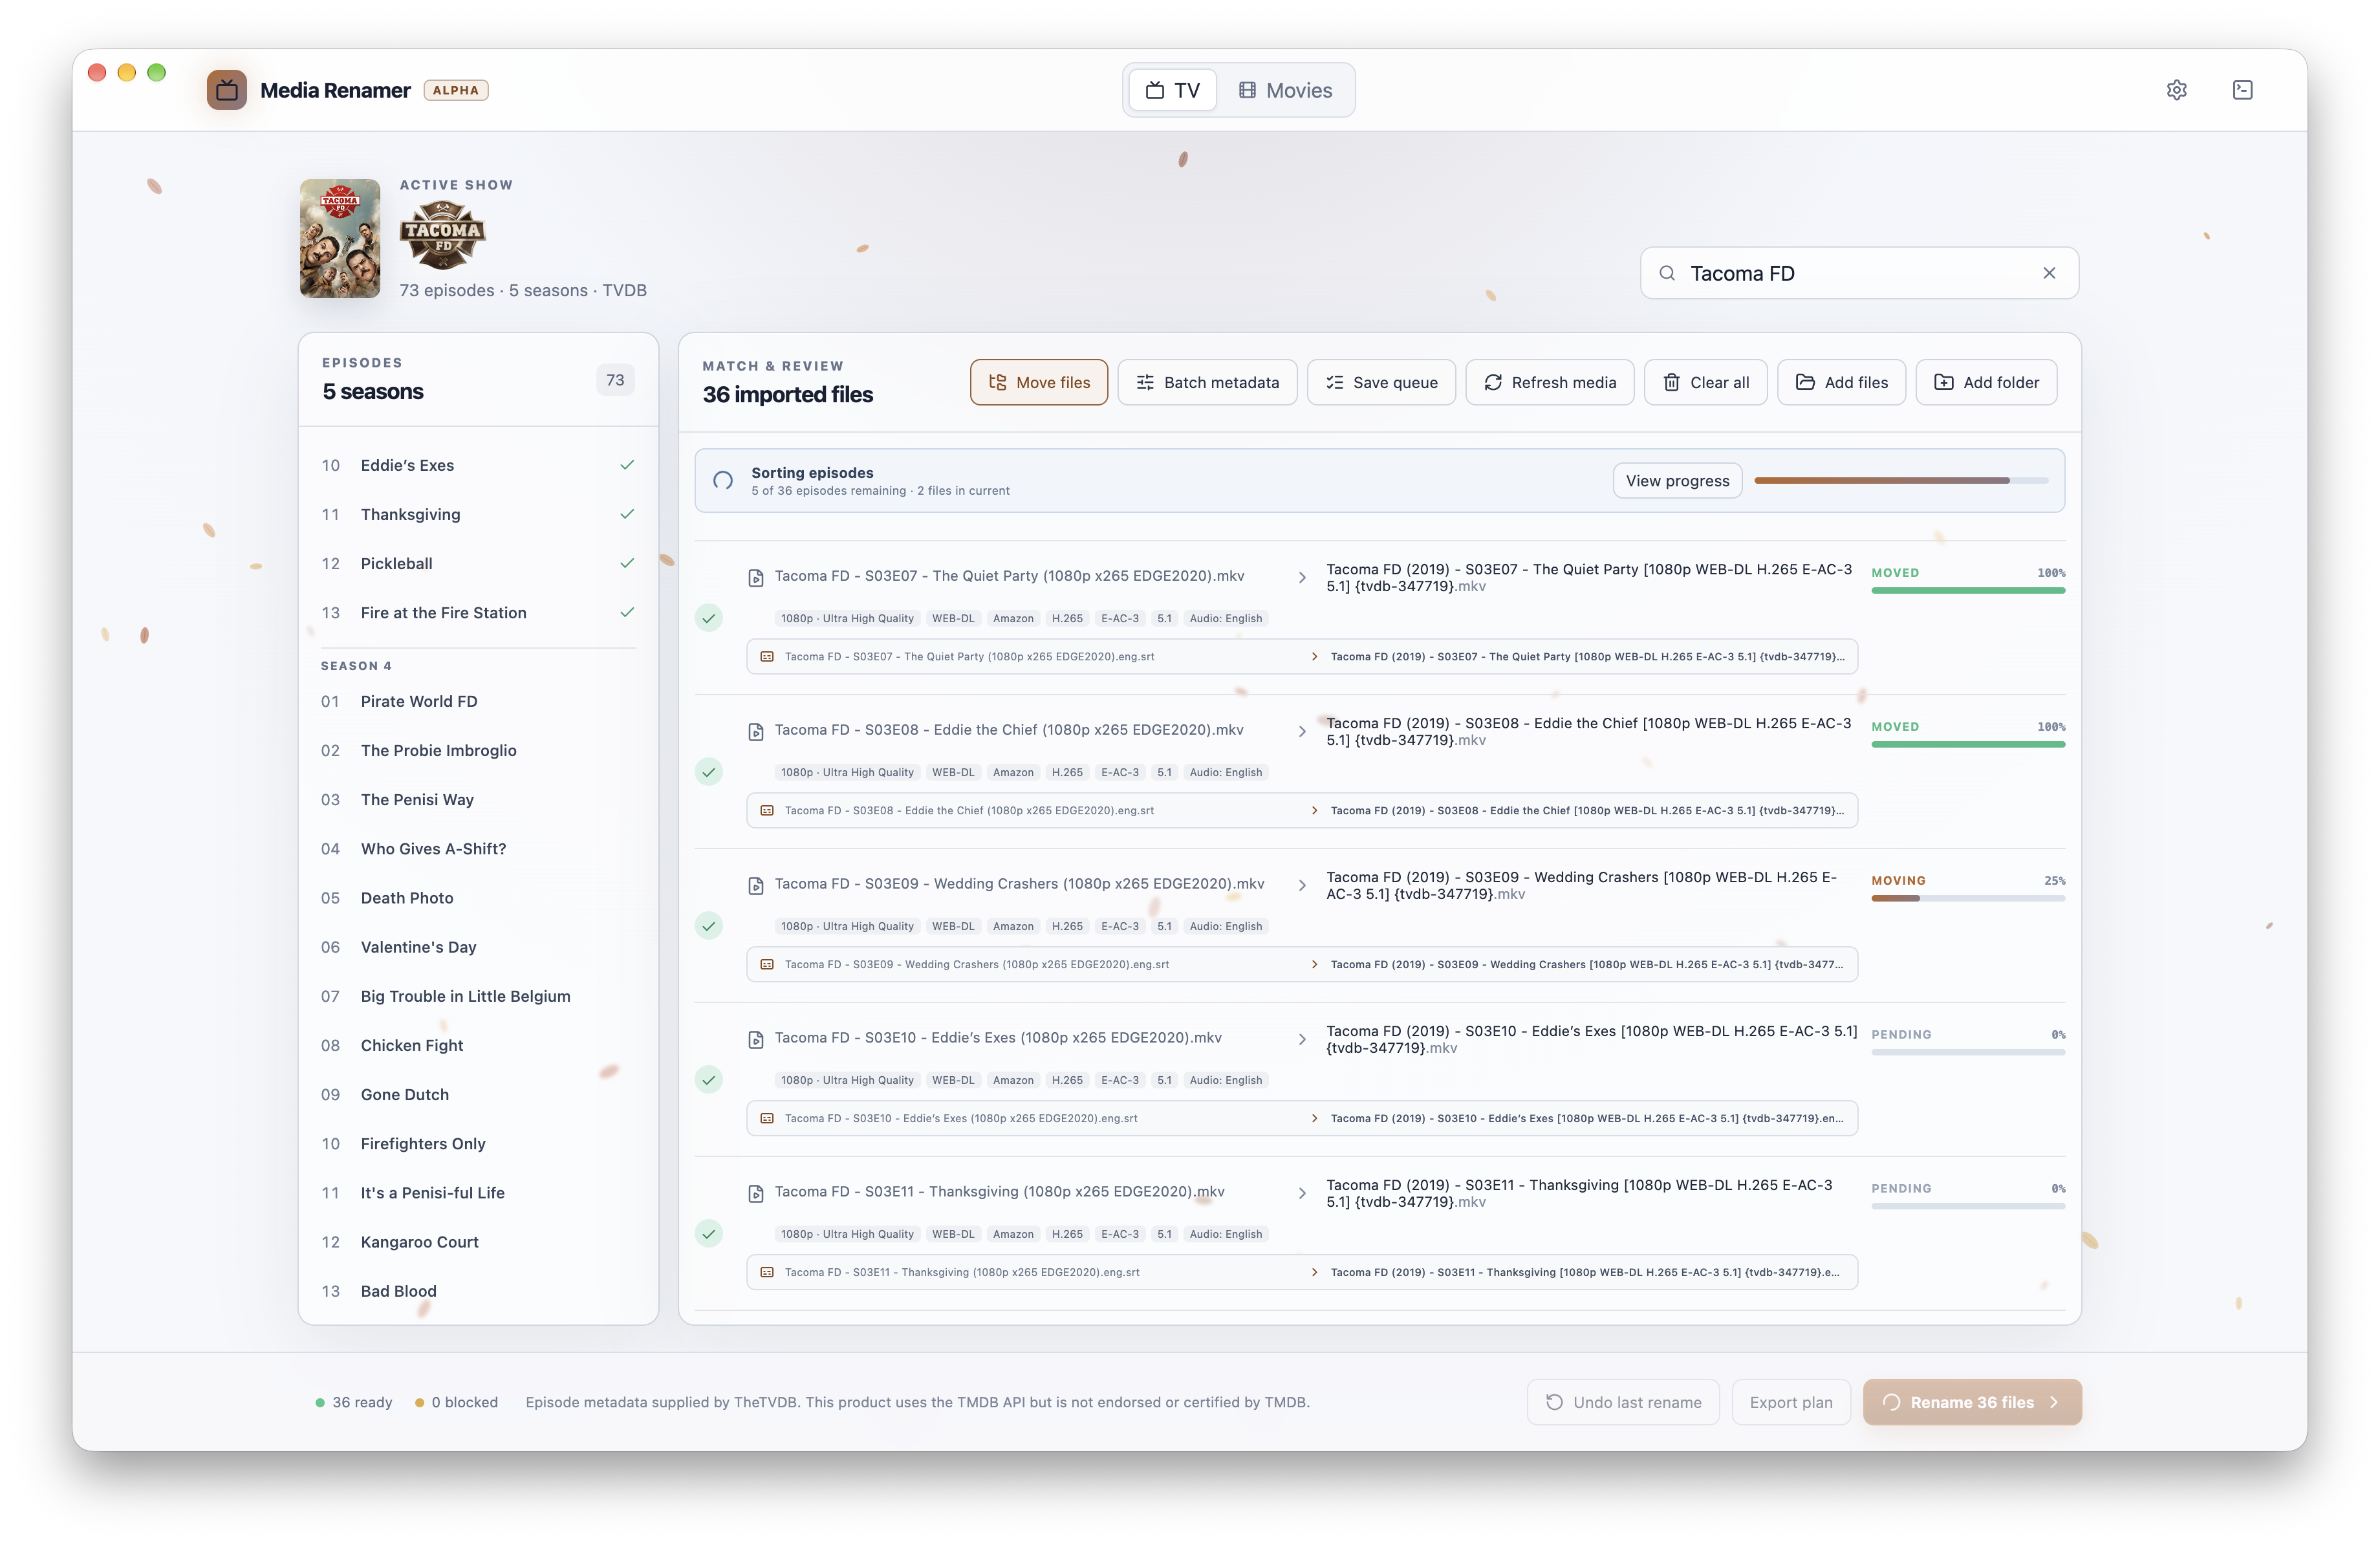 Media Renamer ALPHA
TV Movies
TACOMA
FD
ACTIVE SHOW
TACOMA
FD
73 episodes · 5 seasons · TVDB
Tacoma FD
EPISODES
5 seasons
73
10 Eddie’s Exes
11 Thanksgiving
12 Pickleball
13 Fire at the Fire Station
SEASON 4
01 Pirate World FD
02 The Probie Imbroglio
03 The Penisi Way
04 Who Gives A-Shift?
05 Death Photo
06 Valentine's Day
07 Big Trouble in Little Belgium
08 Chicken Fight
09 Gone Dutch
10 Firefighters Only
11 It's a Penisi-ful Life
12 Kangaroo Court
13 Bad Blood
MATCH & REVIEW
36 imported files
Move files Batch metadata Save queue Refresh media Clear all Add files Add folder
Sorting episodes
5 of 36 episodes remaining · 2 files in current
View progress
Tacoma FD - S03E07 - The Quiet Party (1080p x265 EDGE2020).mkv
Tacoma FD (2019) - S03E07 - The Quiet Party [1080p WEB-DL H.265 E-AC-3
5.1] {tvdb-347719}.mkv
MOVED 100%
1080p · Ultra High Quality WEB-DL Amazon H.265 E-AC-3 5.1 Audio: English
Tacoma FD - S03E07 - The Quiet Party (1080p x265 EDGE2020).eng.srt
Tacoma FD (2019) - S03E07 - The Quiet Party [1080p WEB-DL H.265 E-AC-3 5.1] {tvdb-347719}...
Tacoma FD - S03E08 - Eddie the Chief (1080p x265 EDGE2020).mkv
Tacoma FD (2019) - S03E08 - Eddie the Chief [1080p WEB-DL H.265 E-AC-3
5.1] {tvdb-347719}.mkv
MOVED 100%
1080p · Ultra High Quality WEB-DL Amazon H.265 E-AC-3 5.1 Audio: English
Tacoma FD - S03E08 - Eddie the Chief (1080p x265 EDGE2020).eng.srt
Tacoma FD (2019) - S03E08 - Eddie the Chief [1080p WEB-DL H.265 E-AC-3 5.1] {tvdb-347719}...
Tacoma FD - S03E09 - Wedding Crashers (1080p x265 EDGE2020).mkv
Tacoma FD (2019) - S03E09 - Wedding Crashers [1080p WEB-DL H.265 E-
AC-3 5.1] {tvdb-347719}.mkv
MOVING 25%
1080p · Ultra High Quality WEB-DL Amazon H.265 E-AC-3 5.1 Audio: English
Tacoma FD - S03E09 - Wedding Crashers (1080p x265 EDGE2020).eng.srt
Tacoma FD (2019) - S03E09 - Wedding Crashers [1080p WEB-DL H.265 E-AC-3 5.1] {tvdb-3477...
Tacoma FD - S03E10 - Eddie’s Exes (1080p x265 EDGE2020).mkv
Tacoma FD (2019) - S03E10 - Eddie’s Exes [1080p WEB-DL H.265 E-AC-3 5.1]
{tvdb-347719}.mkv
PENDING 0%
1080p · Ultra High Quality WEB-DL Amazon H.265 E-AC-3 5.1 Audio: English
Tacoma FD - S03E10 - Eddie’s Exes (1080p x265 EDGE2020).eng.srt
Tacoma FD (2019) - S03E10 - Eddie’s Exes [1080p WEB-DL H.265 E-AC-3 5.1] {tvdb-347719}.en...
Tacoma FD - S03E11 - Thanksgiving (1080p x265 EDGE2020).mkv
Tacoma FD (2019) - S03E11 - Thanksgiving [1080p WEB-DL H.265 E-AC-3
5.1] {tvdb-347719}.mkv
PENDING 0%
1080p · Ultra High Quality WEB-DL Amazon H.265 E-AC-3 5.1 Audio: English
Tacoma FD - S03E11 - Thanksgiving (1080p x265 EDGE2020).eng.srt
Tacoma FD (2019) - S03E11 - Thanksgiving [1080p WEB-DL H.265 E-AC-3 5.1] {tvdb-347719}.e...
36 ready 0 blocked Episode metadata supplied by TheTVDB. This product uses the TMDB API but is not endorsed or certified by TMDB.
Undo last rename Export plan Rename 36 files